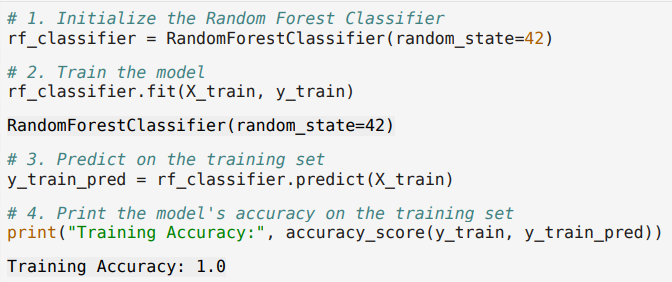 # 1. Initialize the Random Forest Classifier
rf_classifier = RandomForestClassifier(random_state=42)
# 2. Train the model
rf_classifier.fit(X_train, y_train)
RandomForestClassifier(random_state=42)
# 3. Predict on the training set
y_train_pred = rf_classifier.predict(X_train)
# 4. Print the model's accuracy on the training set
print("Training Accuracy:", accuracy_score(y_train, y_train_pred))
Training Accuracy: 1.0